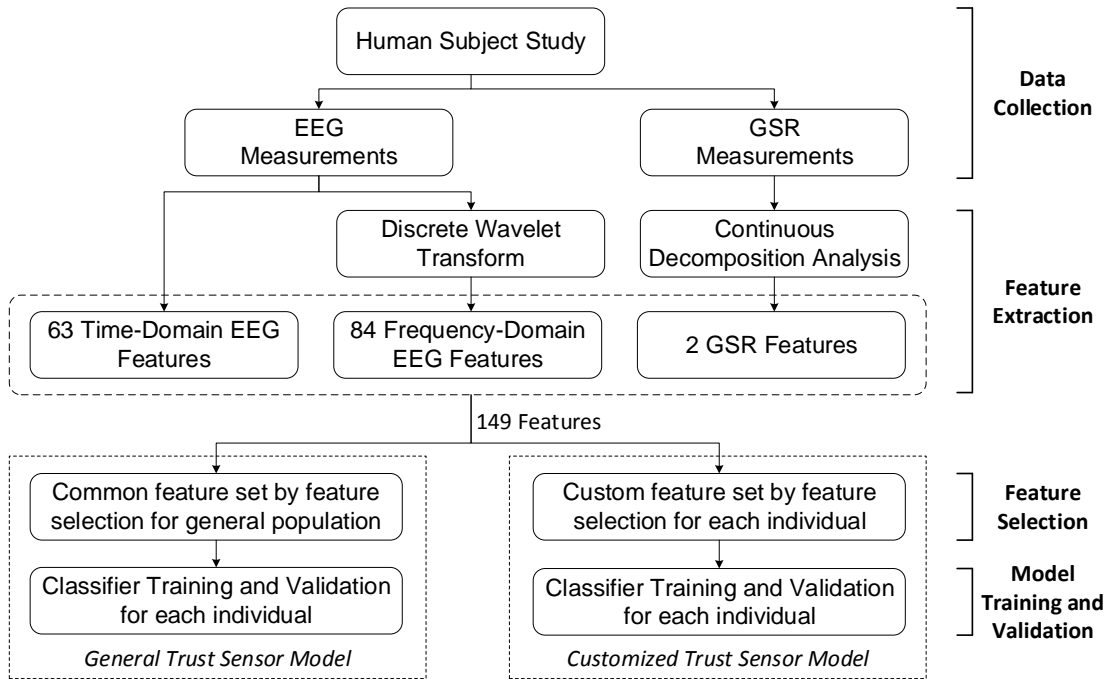 Human Subject Study
Data
Collection
EEG
Measurements
GSR
Measurements
Discrete Wavelet
Transform
Continuous
Decomposition Analysis
Feature
Extraction
63 Time-Domain EEG
Features
84 Frequency-Domain
EEG Features
2 GSR Features
149 Features
Common feature set by feature
selection for general population
Custom feature set by feature
selection for each individual
Feature
Selection
Classifier Training and Validation
for each individual
Classifier Training and Validation
for each individual
Model
Training and
Validation
General Trust Sensor Model
Customized Trust Sensor Model